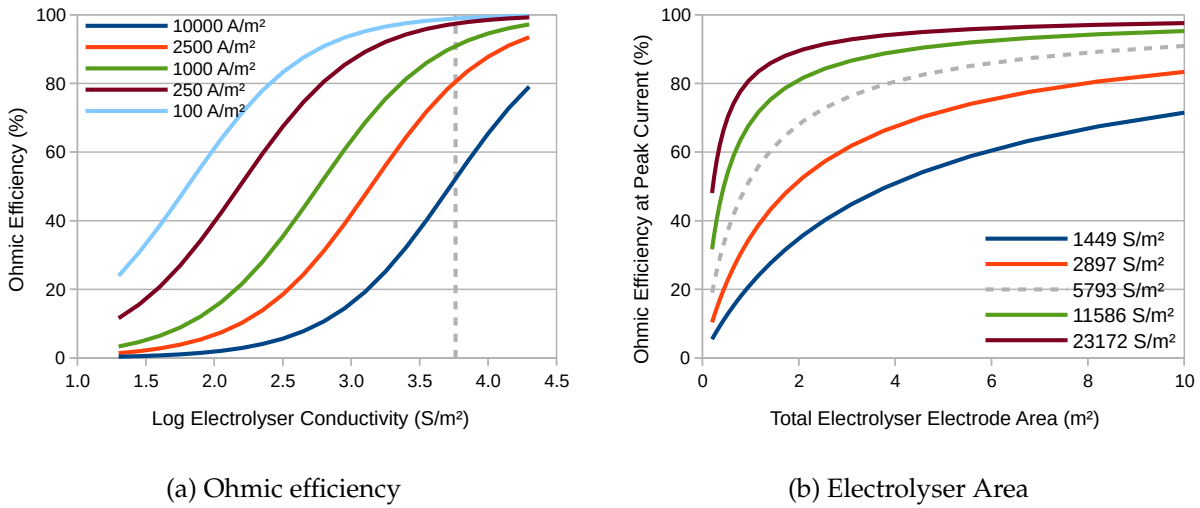 100
80
60
40
20
0
Ohmic Efficiency (%)
10000 A/m²
2500 A/m²
1000 A/m²
250 A/m²
100 A/m²
1.0 1.5 2.0 2.5 3.0 3.5 4.0 4.5
Log Electrolyser Conductivity (S/m²)
(a) Ohmic efficiency
100
80
60
40
20
0
Ohmic Efficiency at Peak Current (%)
1449 S/m²
2897 S/m²
5793 S/m²
11586 S/m²
23172 S/m²
0 2 4 6 8 10
Total Electrolyser Electrode Area (m²)
(b) Electrolyser Area